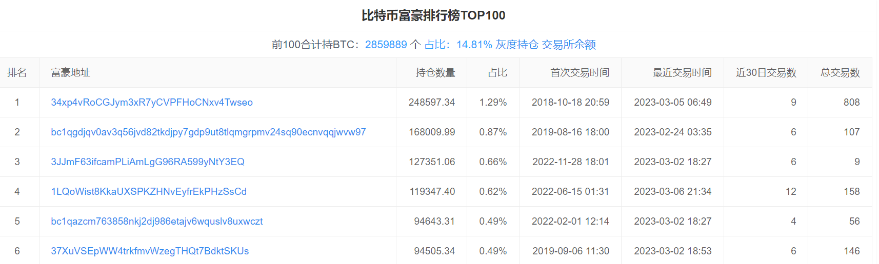 比特币富豪排行榜TOP100
前100合计持BTC：2859889 个 占比：14.81% 灰度持仓 交易所余额
排名 富豪地址 持仓数量 占比 首次交易时间 最近交易时间 近30日交易数 总交易数
1 34xp4vRoCGJym3xR7yCVPFHoCNxv4Twseo 248597.34 1.29% 2018-10-18 20:59 2023-03-05 06:49 9 808
2 bc1qgdjqv0av3q56jvd82tkdjpy7gdp9ut8tlqmgrpmv24sq90ecnvqqjwvw97 168009.99 0.87% 2019-08-16 18:00 2023-02-24 03:35 6 107
3 3JJmF63ifcamPLiAmLgG96RA599yNtY3EQ 127351.06 0.66% 2022-11-28 18:01 2023-03-02 18:27 6 9
4 1LQoWist8KkaUXSPKZHNvEyfrEkPHzSsCd 119347.40 0.62% 2022-06-15 01:31 2023-03-06 21:34 12 158
5 bc1qazcm763858nkj2dj986etajv6wquslv8uxwczt 94643.31 0.49% 2022-02-01 12:14 2023-03-02 18:27 4 56
6 37XuVSEpWW4trkfmvWzegTHQt7BdktSKUs 94505.34 0.49% 2019-09-06 11:30 2023-03-02 18:53 6 146